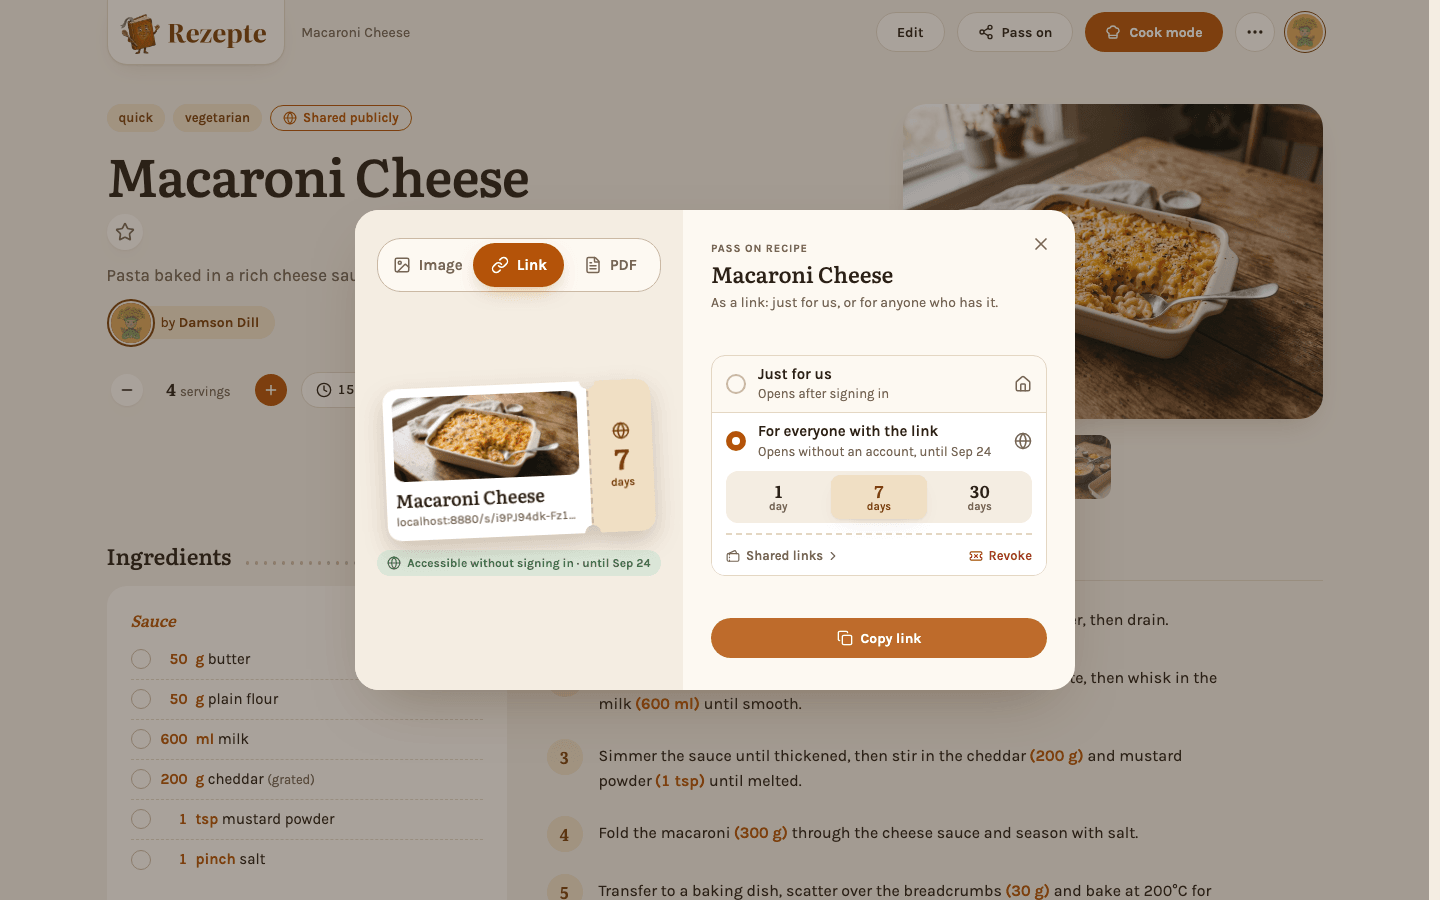 Rezepte
Macaroni Cheese
Edit
Pass on
Cook mode
quick
vegetarian
Shared publicly
Macaroni Cheese
Pasta baked in a rich cheese
by Damson Dill
4 servings
15
Image
Link
PDF
Macaroni Cheese
localhost:8880/s/i9PJ94dk-Fz1...
7
days
Accessible without signing in · until Sep 24
PASS ON RECIPE
Macaroni Cheese
As a link: just for us, or for anyone who has it.
Just for us
Opens after signing in
For everyone with the link
Opens without an account, until Sep 24
1
day
7
days
30
days
Shared links
Revoke
Copy link
Ingredients
Sauce
50 g butter
50 g plain flour
600 ml milk
200 g cheddar (grated)
1 tsp mustard powder
1 pinch salt
then drain.
then whisk in the
milk (600 ml) until smooth.
3 Simmer the sauce until thickened, then stir in the cheddar (200 g) and mustard
powder (1 tsp) until melted.
4 Fold the macaroni (300 g) through the cheese sauce and season with salt.
5 Transfer to a baking dish, scatter over the breadcrumbs (30 g) and bake at 200°C for